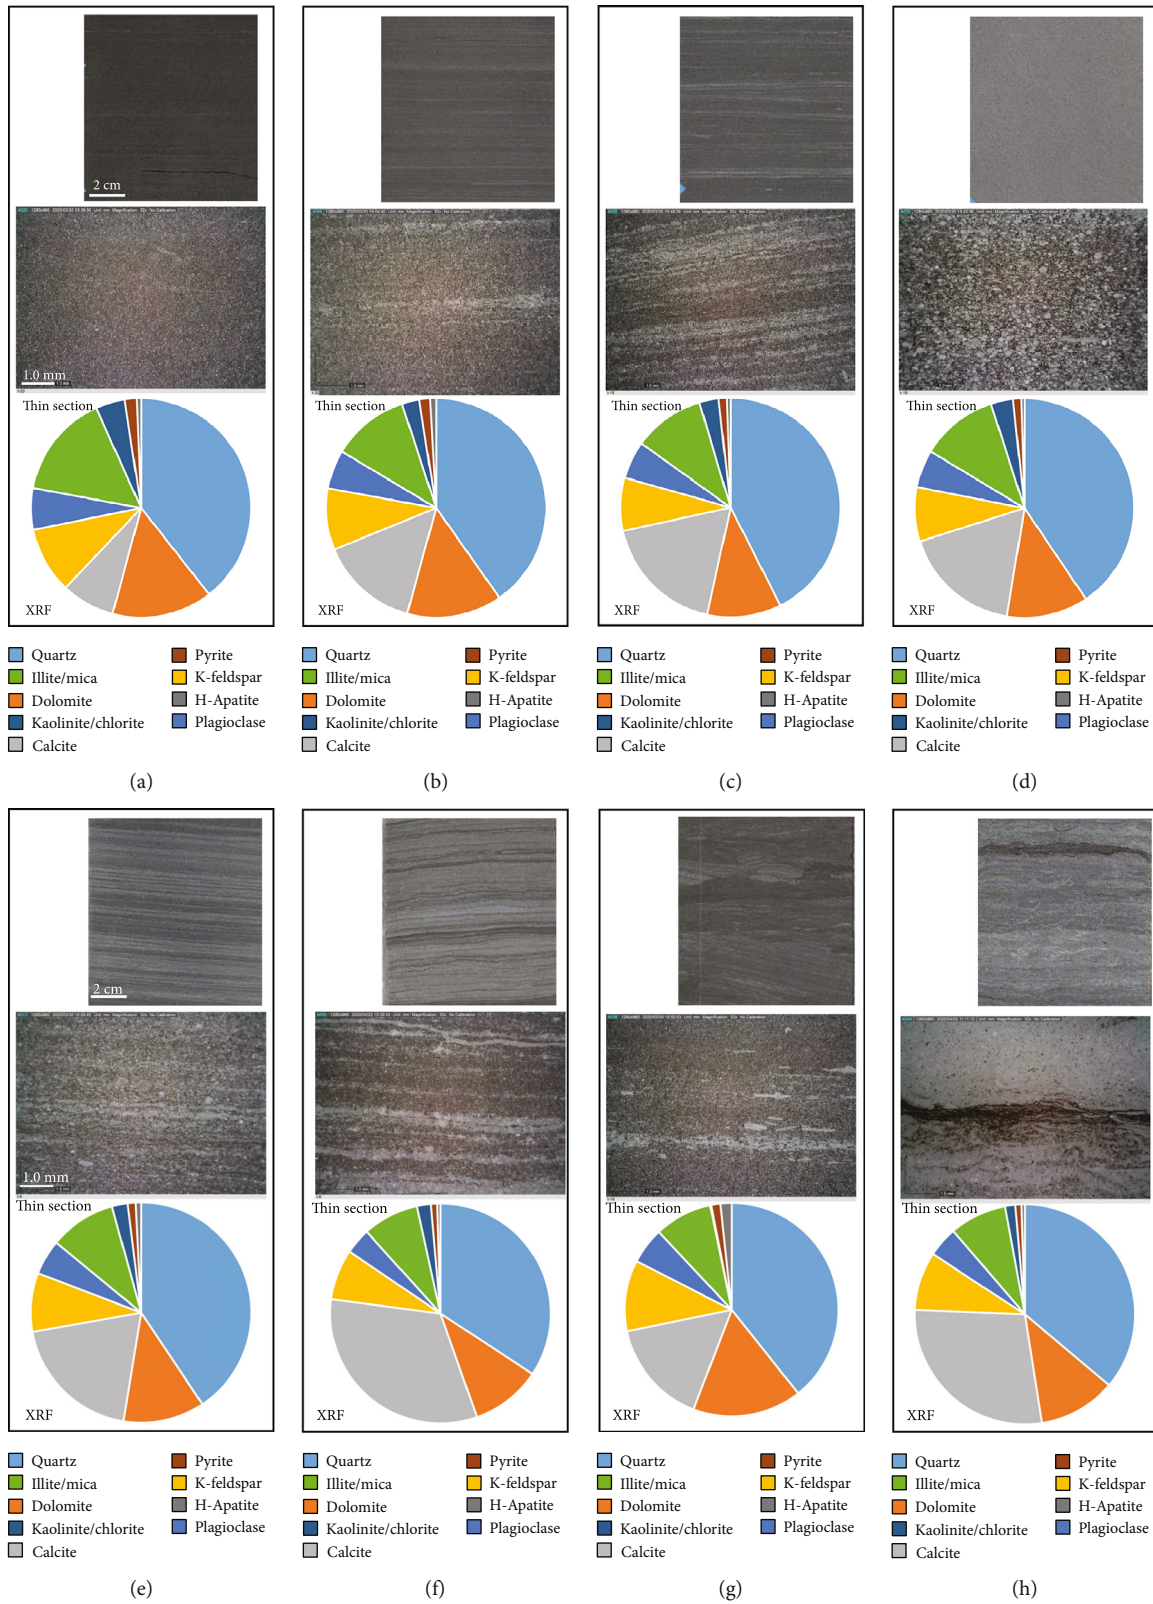 2 cm
1.0 mm
Thin section
Thin section
Thin section
Thin section
XRF
XRF
XRF
XRF
Quartz
Pyrite
Illite/mica
K-feldspar
Dolomite
H-Apatite
Kaolinite/chlorite
Plagioclase
Calcite
Quartz
Pyrite
Illite/mica
K-feldspar
Dolomite
H-Apatite
Kaolinite/chlorite
Plagioclase
Calcite
Quartz
Pyrite
Illite/mica
K-feldspar
Dolomite
H-Apatite
Kaolinite/chlorite
Plagioclase
Calcite
Quartz
Pyrite
Illite/mica
K-feldspar
Dolomite
H-Apatite
Kaolinite/chlorite
Plagioclase
Calcite
(a)
(b)
(c)
(d)
2 cm
1.0 mm
Thin section
Thin section
Thin section
Thin section
XRF
XRF
XRF
XRF
Quartz
Pyrite
Illite/mica
K-feldspar
Dolomite
H-Apatite
Kaolinite/chlorite
Plagioclase
Calcite
Quartz
Pyrite
Illite/mica
K-feldspar
Dolomite
H-Apatite
Kaolinite/chlorite
Plagioclase
Calcite
Quartz
Pyrite
Illite/mica
K-feldspar
Dolomite
H-Apatite
Kaolinite/chlorite
Plagioclase
Calcite
Quartz
Pyrite
Illite/mica
K-feldspar
Dolomite
H-Apatite
Kaolinite/chlorite
Plagioclase
Calcite
(e)
(f)
(g)
(h)